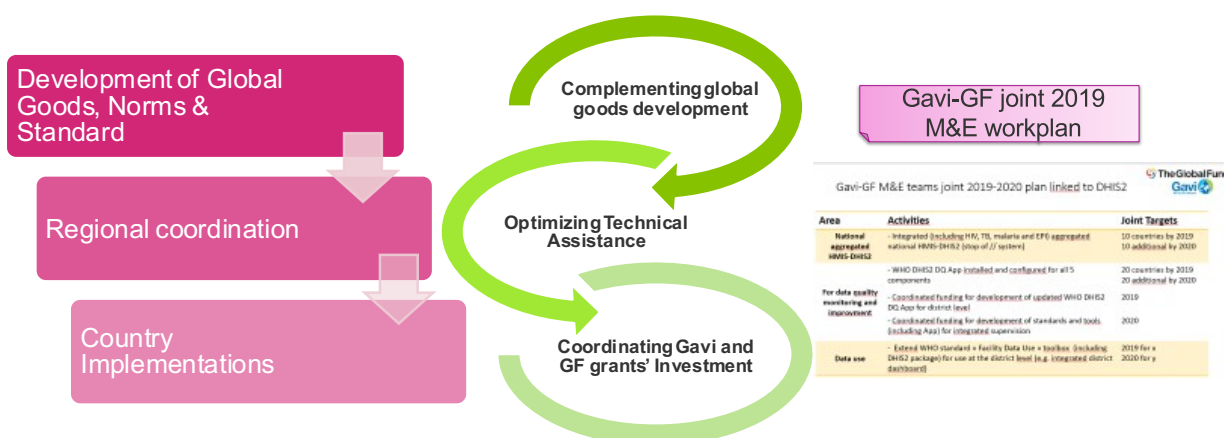 Development of Global
Goods, Norms &
Standard
Regional coordination
Country
Implementations
Complementing global
goods development
Optimizing Technical
Assistance
Coordinating Gavi and
GF grants' Investment
Gavi-GF joint 2019
M&E workplan
TheGlobalFun
Gavi
Gavi-GF M&E teams joint 2019-2020 plan linked to DHIS2
Area Activities Joint Targets
National
aggregated
HMIS-DHIS2
- Integrated (including HIV, TB, malaria and EPI) aggregated
national HMIS-DHIS2 (stop of // system)
10 countries by 2019
10 additional by 2020
For data quality
monitoring and
improvment
- WHO DHIS2 DQ App installed and configured for all 5
components
20 countries by 2019
20 additional by 2020
- Coordinated funding for development of updated WHO DHIS2
DQ App for district level
2019
- Coordinated funding for development of standards and tools
(including App) for integrated supervision
2020
Data use
- Extend WHO standard « Facility Data Use » toolbox (including
DHIS2 package) for use at the district level (e.g. integrated district
dashboard)
2019 for x
2020 for y